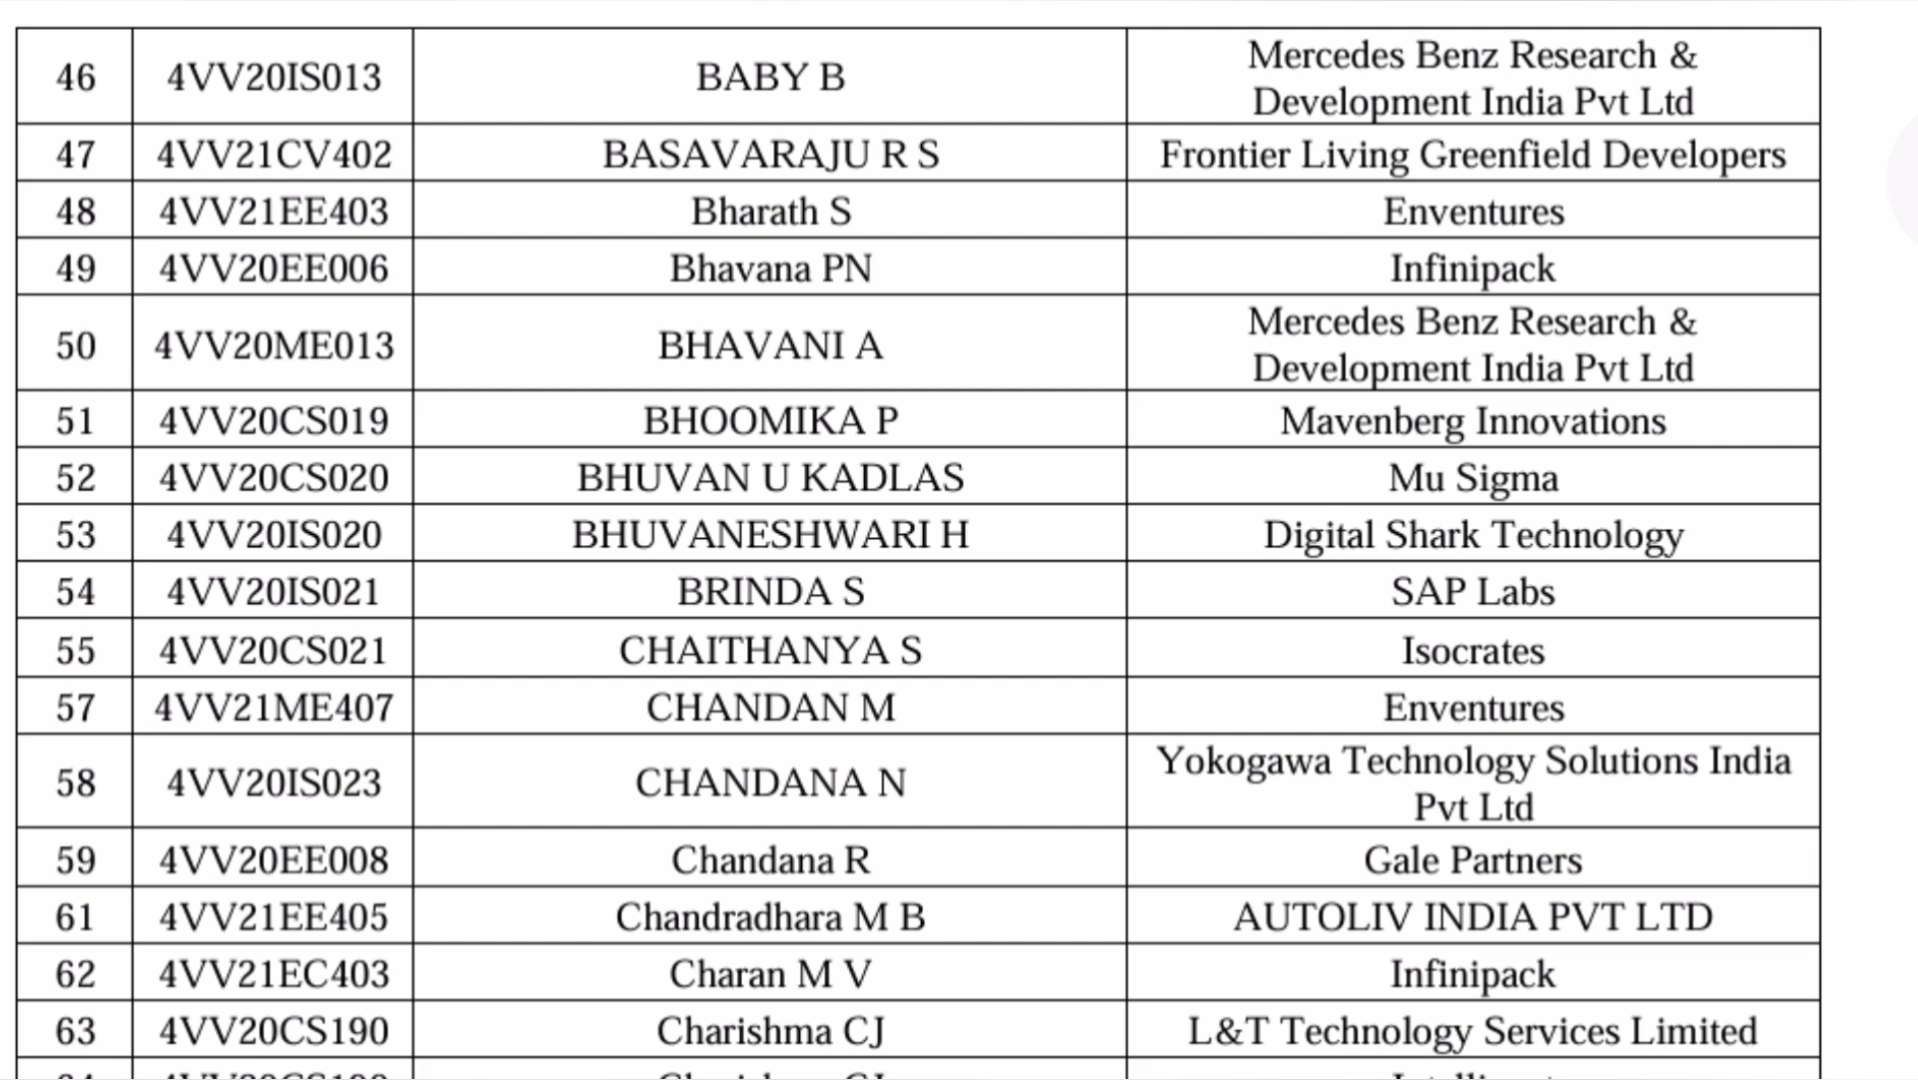 46 4VV20IS013 BABY B Mercedes Benz Research &
Development India Pvt Ltd
47 4VV21CV402 BASAVARAJU R S Frontier Living Greenfield Developers
48 4VV21EE403 Bharath S Enventures
49 4VV20EE006 Bhavana PN Infinipack
50 4VV20ME013 BHAVANI A Mercedes Benz Research &
Development India Pvt Ltd
51 4VV20CS019 BHOOMIKA P Mavenberg Innovations
52 4VV20CS020 BHUVAN U KADLAS Mu Sigma
53 4VV20IS020 BHUVANESHWARI H Digital Shark Technology
54 4VV20IS021 BRINDA S SAP Labs
55 4VV20CS021 CHAITHANYA S Isocrates
57 4VV21ME407 CHANDAN M Enventures
58 4VV20IS023 CHANDANA N Yokogawa Technology Solutions India
Pvt Ltd
59 4VV20EE008 Chandana R Gale Partners
61 4VV21EE405 Chandradhara M B AUTOLIV INDIA PVT LTD
62 4VV21EC403 Charan M V Infinipack
63 4VV20CS190 Charishma CJ L&T Technology Services Limited